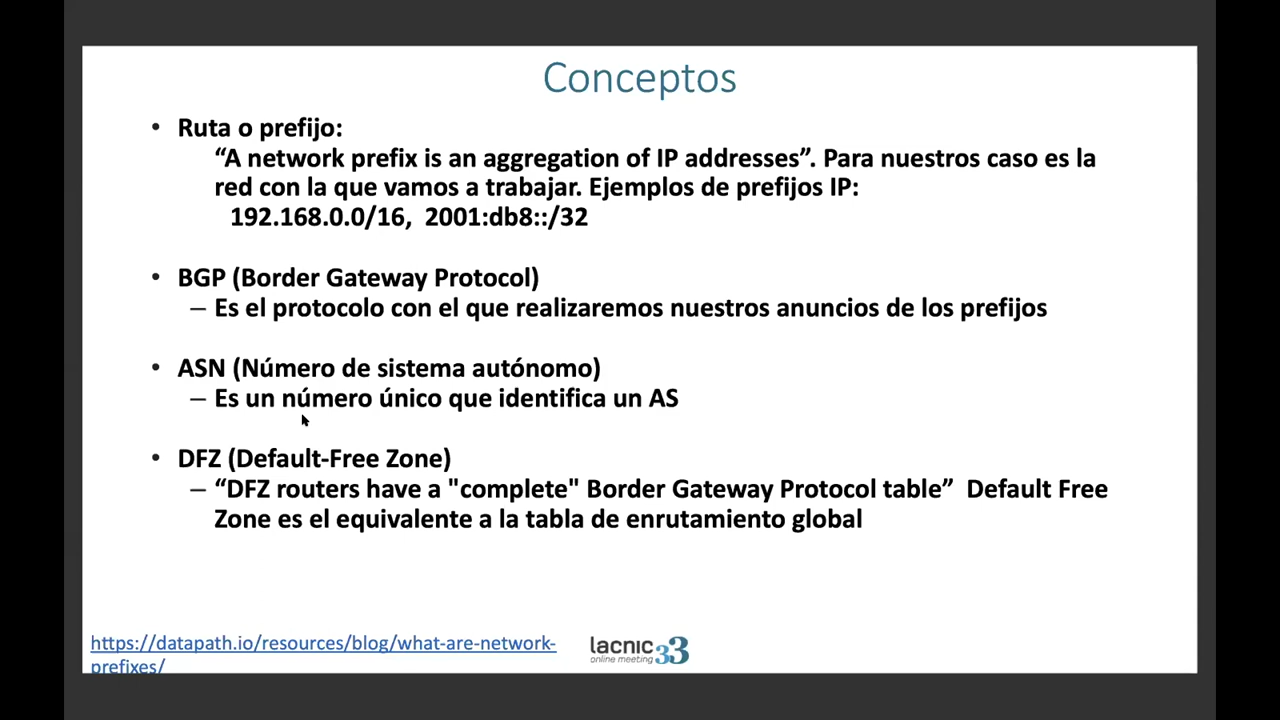 Conceptos
• Ruta o prefijo:
“A network prefix is an aggregation of IP addresses”. Para nuestros caso es la
red con la que vamos a trabajar. Ejemplos de prefijos IP:
192.168.0.0/16, 2001:db8::/32
• BGP (Border Gateway Protocol)
– Es el protocolo con el que realizaremos nuestros anuncios de los prefijos
• ASN (Número de sistema autónomo)
– Es un número único que identifica un AS
• DFZ (Default-Free Zone)
– “DFZ routers have a "complete" Border Gateway Protocol table” Default Free
Zone es el equivalente a la tabla de enrutamiento global
https://datapath.io/resources/blog/what-are-network-
prefixes/
lacnic 33
online meeting